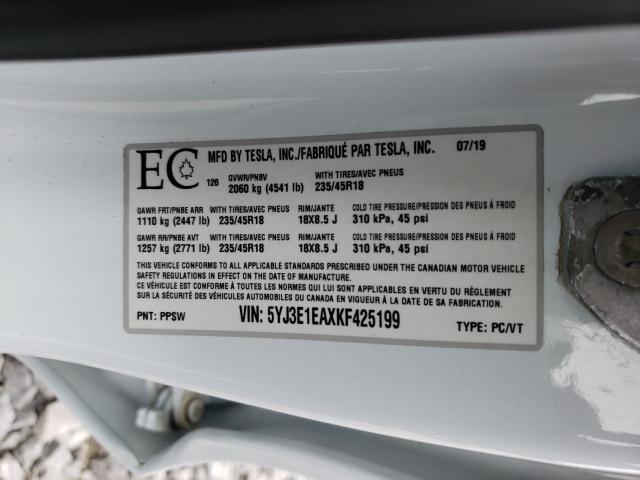 EC MFD BY TESLA, INC./FABRIQUÉ PAR TESLA, INC. 07/19
126 GVWR/PNBV WITH TIRES/AVEC PNEUS
2060 kg (4541 lb) 235/45R18
GAWR FRT/PNBE ARR WITH TIRES/AVEC PNEUS RIM/JANTE COLD TIRE PRESSURE/PRESSION DES PNEUS À FROID
1110 kg (2447 lb) 235/45R18 18X8.5 J 310 kPa, 45 psi
GAWR RR/PNBE AVT WITH TIRES/AVEC PNEUS RIM/JANTE COLD TIRE PRESSURE/PRESSION DES PNEUS À FROID
1257 kg (2771 lb) 235/45R18 18X8.5 J 310 kPa, 45 psi
THIS VEHICLE CONFORMS TO ALL APPLICABLE STANDARDS PRESCRIBED UNDER THE CANADIAN MOTOR VEHICLE
SAFETY REGULATIONS IN EFFECT ON THE DATE OF MANUFACTURE.
CE VÉHICULE EST CONFORME À TOUTES LES NORMES QUI LUI SONT APPLICABLES EN VERTU DU RÈGLEMENT
SUR LA SÉCURITÉ DES VÉHICULES AUTOMOBILES DU CANADA EN VIGUEUR À LA DATE DE SA FABRICATION.
PNT: PPSW VIN: 5YJ3E1EAXKF425199 TYPE: PC/VT